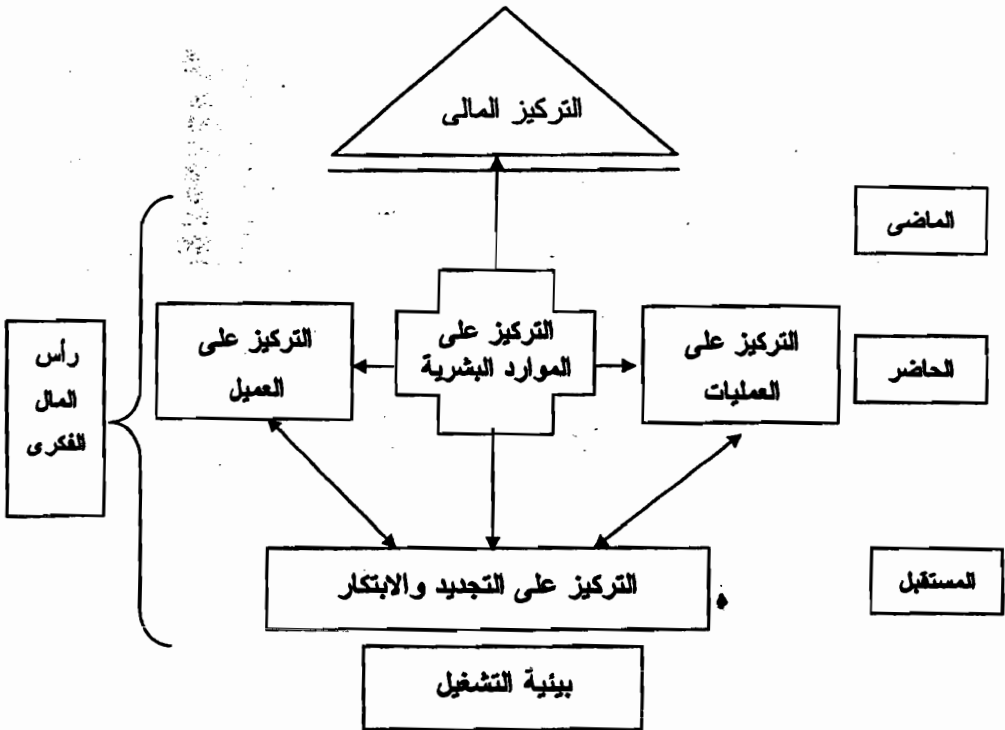 التركيز المالى
الماضى
التركيز على
العمليات
التركيز على
الموارد البشرية
التركيز على
العميل
الحاضر
رأس
المال
الفكرى
التركيز على التجديد والابتكار
المستقبل
بيئية التشغيل